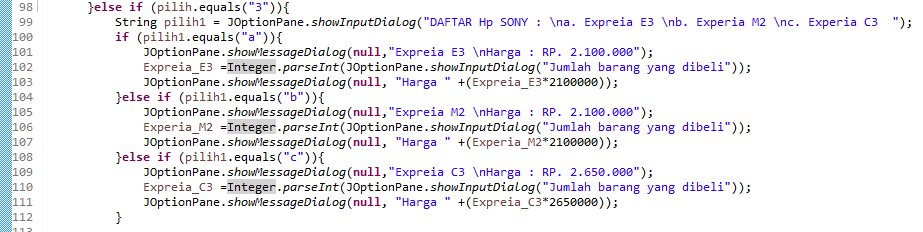 98 }else if (pilih.equals("3")){
99 String pilih1 = JOptionPane.showInputDialog("DAFTAR Hp SONY : \na. Expreia E3 \nb. Experia M2 \nc. Experia C3  ");
100 if (pilih1.equals("a")){
101 JOptionPane.showMessageDialog(null,"Expreia E3 \nHarga : RP. 2.100.000");
102 Expreia_E3 =Integer.parseInt(JOptionPane.showInputDialog("Jumlah barang yang dibeli"));
103 JOptionPane.showMessageDialog(null, "Harga " +(Expreia_E3*2100000));
104 }else if (pilih1.equals("b")){
105 JOptionPane.showMessageDialog(null,"Expreia M2 \nHarga : RP. 2.100.000");
106 Experia_M2 =Integer.parseInt(JOptionPane.showInputDialog("Jumlah barang yang dibeli"));
107 JOptionPane.showMessageDialog(null, "Harga " +(Experia_M2*2100000));
108 }else if (pilih1.equals("c")){
109 JOptionPane.showMessageDialog(null,"Expreia C3 \nHarga : RP. 2.650.000");
110 Expreia_C3 =Integer.parseInt(JOptionPane.showInputDialog("Jumlah barang yang dibeli"));
111 JOptionPane.showMessageDialog(null, "Harga " +(Expreia_C3*2650000));
112 }